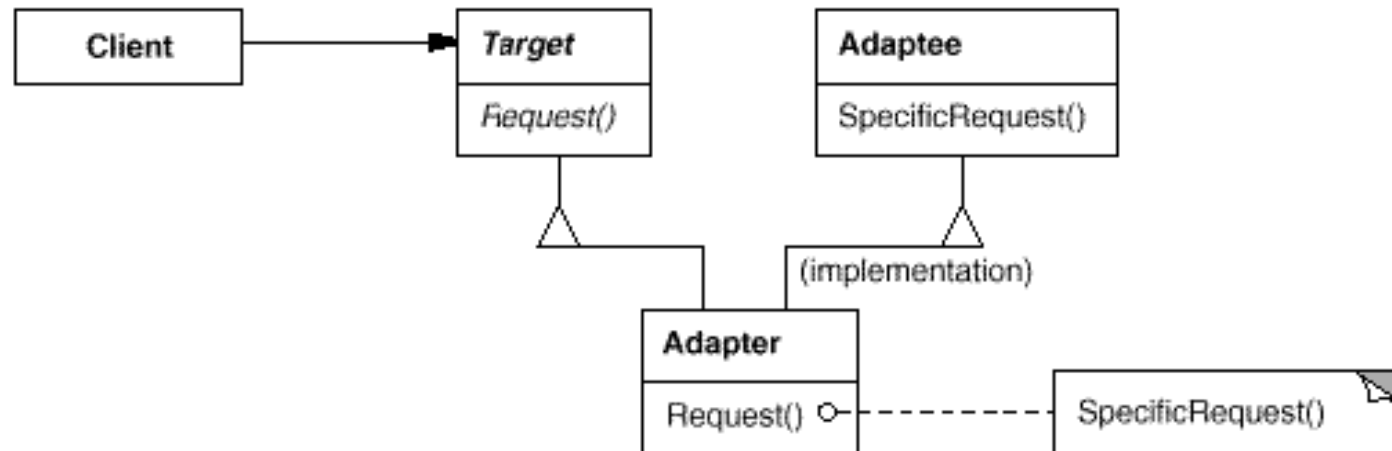 Client
Target
Request()
Adaptee
SpecificRequest()
(implementation)
Adapter
Request()
SpecificRequest()